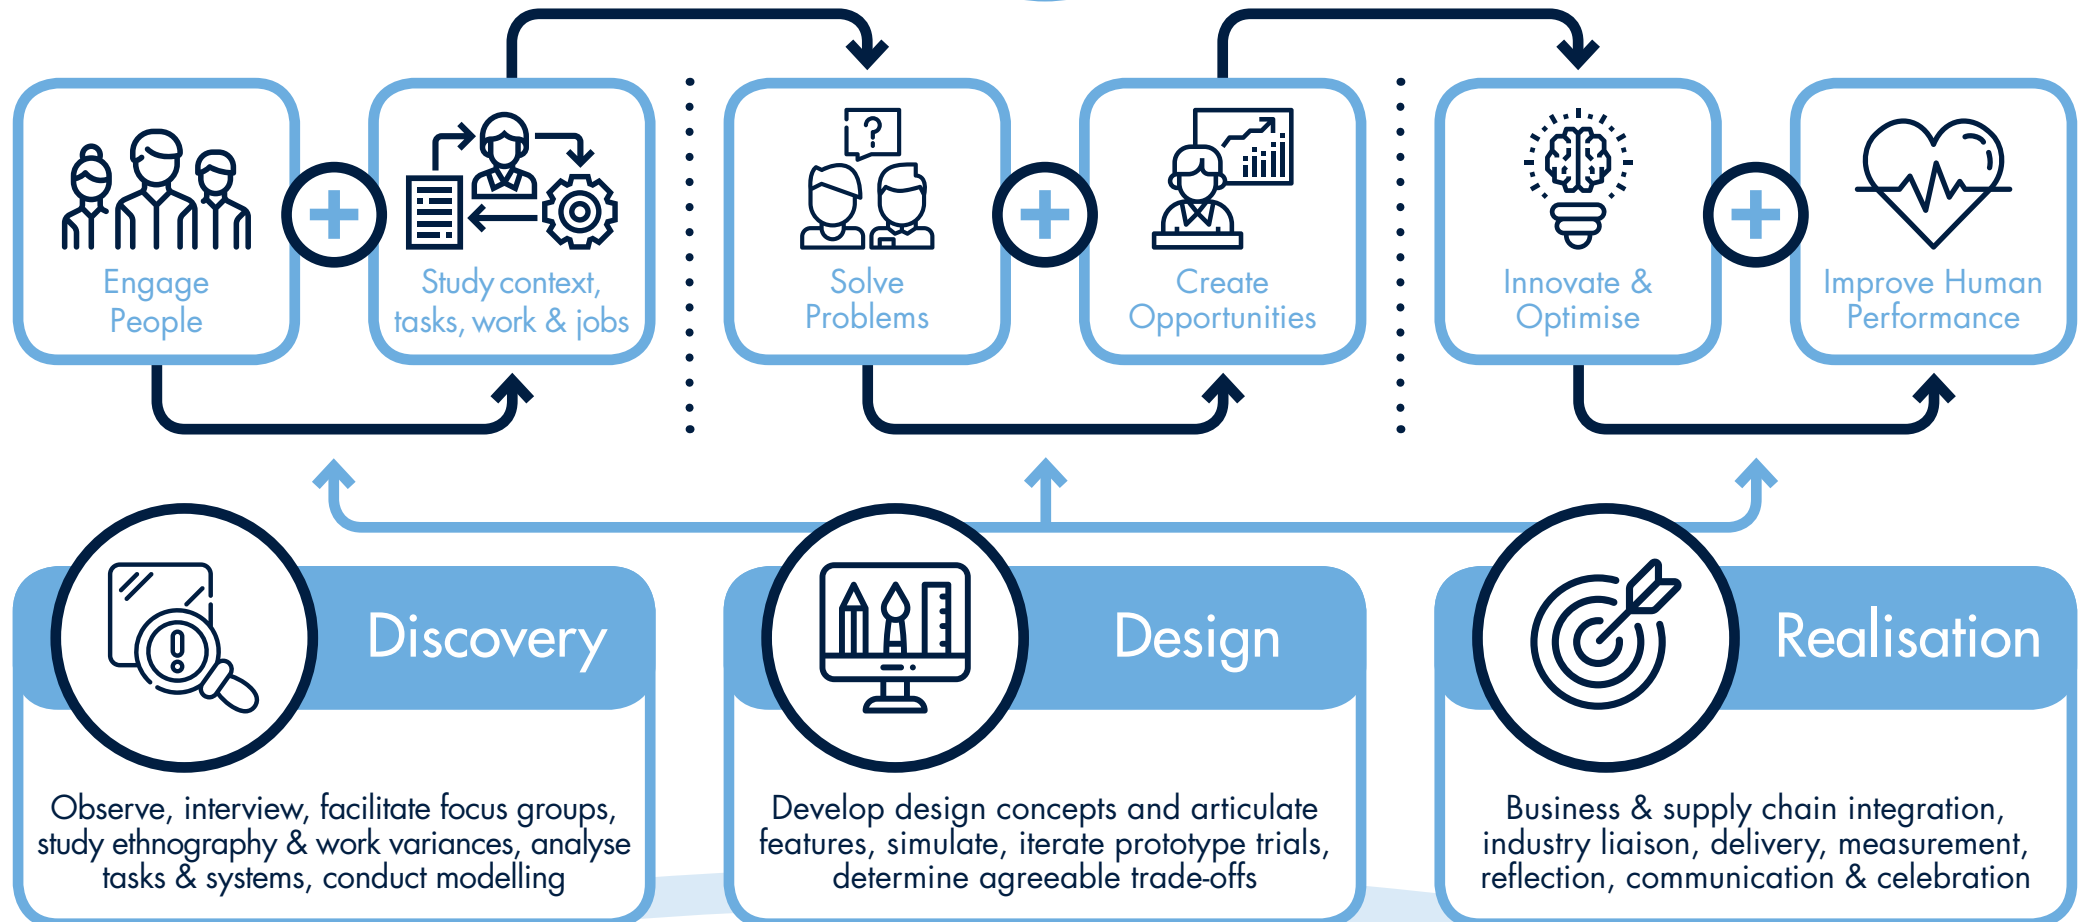 Engage
People
Study context,
tasks, work & jobs
?
Solve
Problems
Create
Opportunities
Innovate &
Optimise
Improve Human
Performance
Discovery
Observe, interview, facilitate focus groups,
study ethnography & work variances, analyse
tasks & systems, conduct modelling
Design
Develop design concepts and articulate
features, simulate, iterate prototype trials,
determine agreeable trade-offs
Realisation
Business & supply chain integration,
industry liaison, delivery, measurement,
reflection, communication & celebration